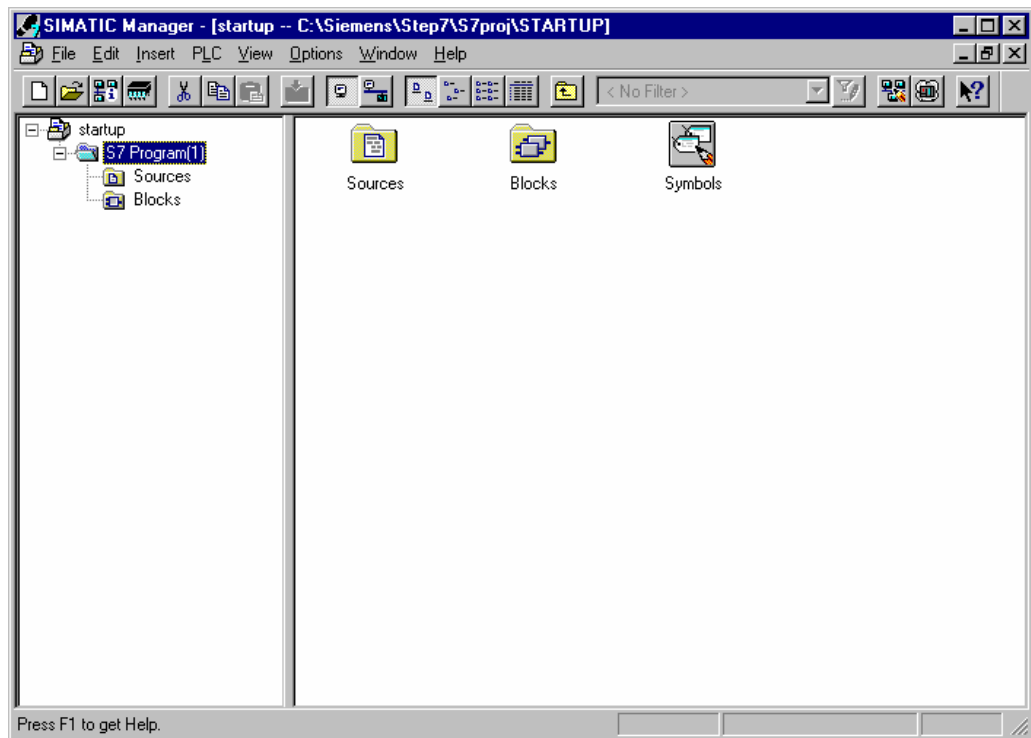 SIMATIC Manager - [startup -- C:\Siemens\Step7\S7proj\STARTUP]
File Edit Insert PLC View Options Window Help
< No Filter >
startup
S7 Program(1)
Sources
Blocks
Sources Blocks Symbols
Press F1 to get Help.